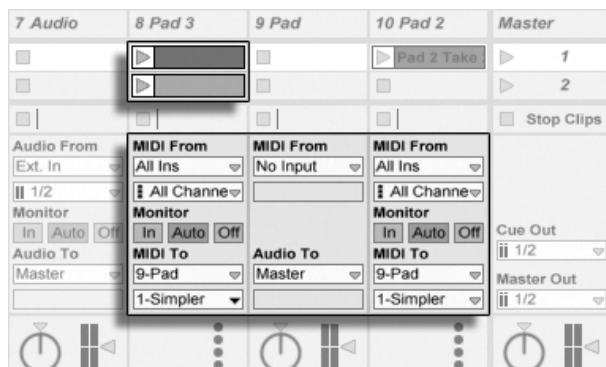 7 Audio 8 Pad 3 9 Pad 10 Pad 2 Master
Pad 2 Take 1
2
Stop Clips
Audio From MIDI From MIDI From MIDI From
Ext. In All Ins No Input All Ins
1/2 All Channe All Channe
Monitor Monitor Monitor
In Auto Off In Auto Off In Auto Off Cue Out
Audio To MIDI To Audio To MIDI To 1/2
Master 9-Pad Master 9-Pad Master Out
1-Simpler 1-Simpler 1/2